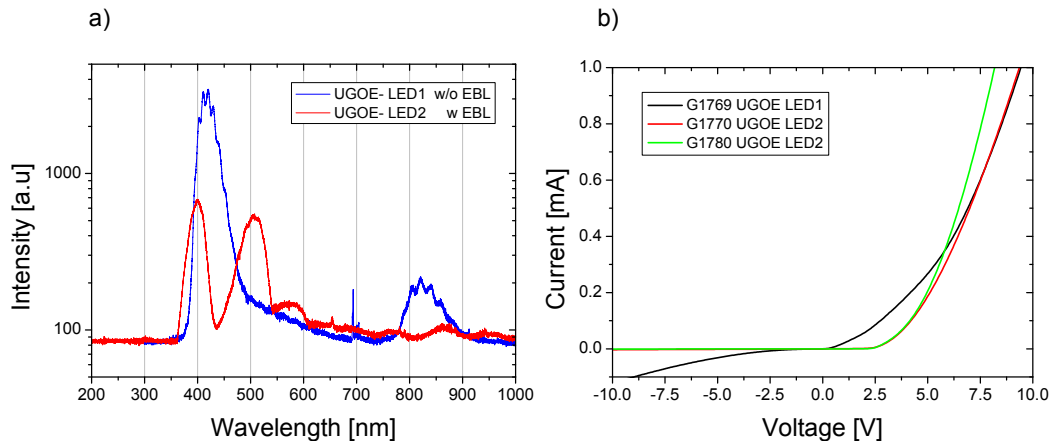 a)
b)
Intensity [a.u]
1000
100
UGOE- LED1 w/o EBL
UGOE- LED2 w EBL
200 300 400 500 600 700 800 900 1000
Wavelength [nm]
Current [mA]
1.0
0.8
0.6
0.4
0.2
0.0
G1769 UGOE LED1
G1770 UGOE LED2
G1780 UGOE LED2
-10.0 -7.5 -5.0 -2.5 0.0 2.5 5.0 7.5 10.0
Voltage [V]